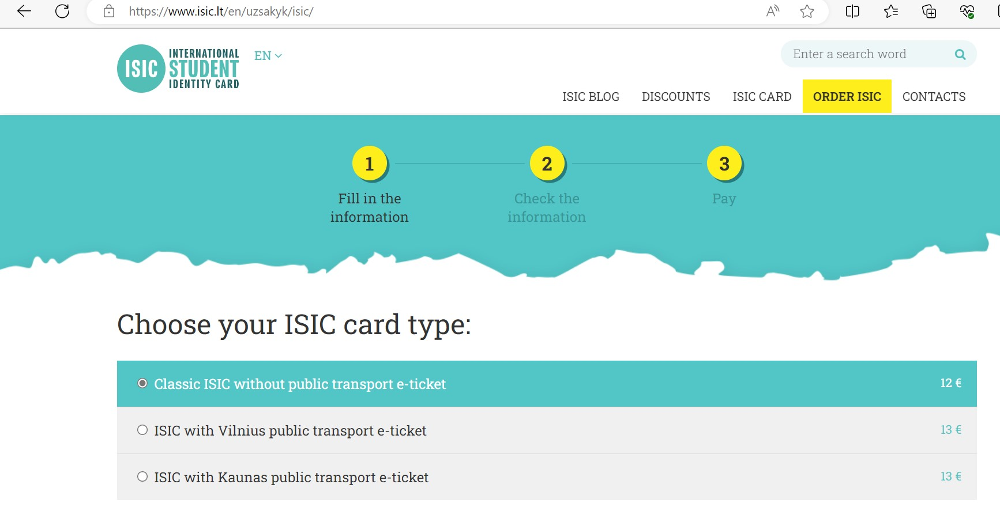 https://www.isic.lt/en/uzsakyk/isic/
ISIC
INTERNATIONAL
STUDENT
IDENTITY CARD
EN
Enter a search word
ISIC BLOG DISCOUNTS ISIC CARD ORDER ISIC CONTACTS
1
Fill in the
information
2
Check the
information
3
Pay
Choose your ISIC card type:
Classic ISIC without public transport e-ticket 12 €
ISIC with Vilnius public transport e-ticket 13 €
ISIC with Kaunas public transport e-ticket 13 €